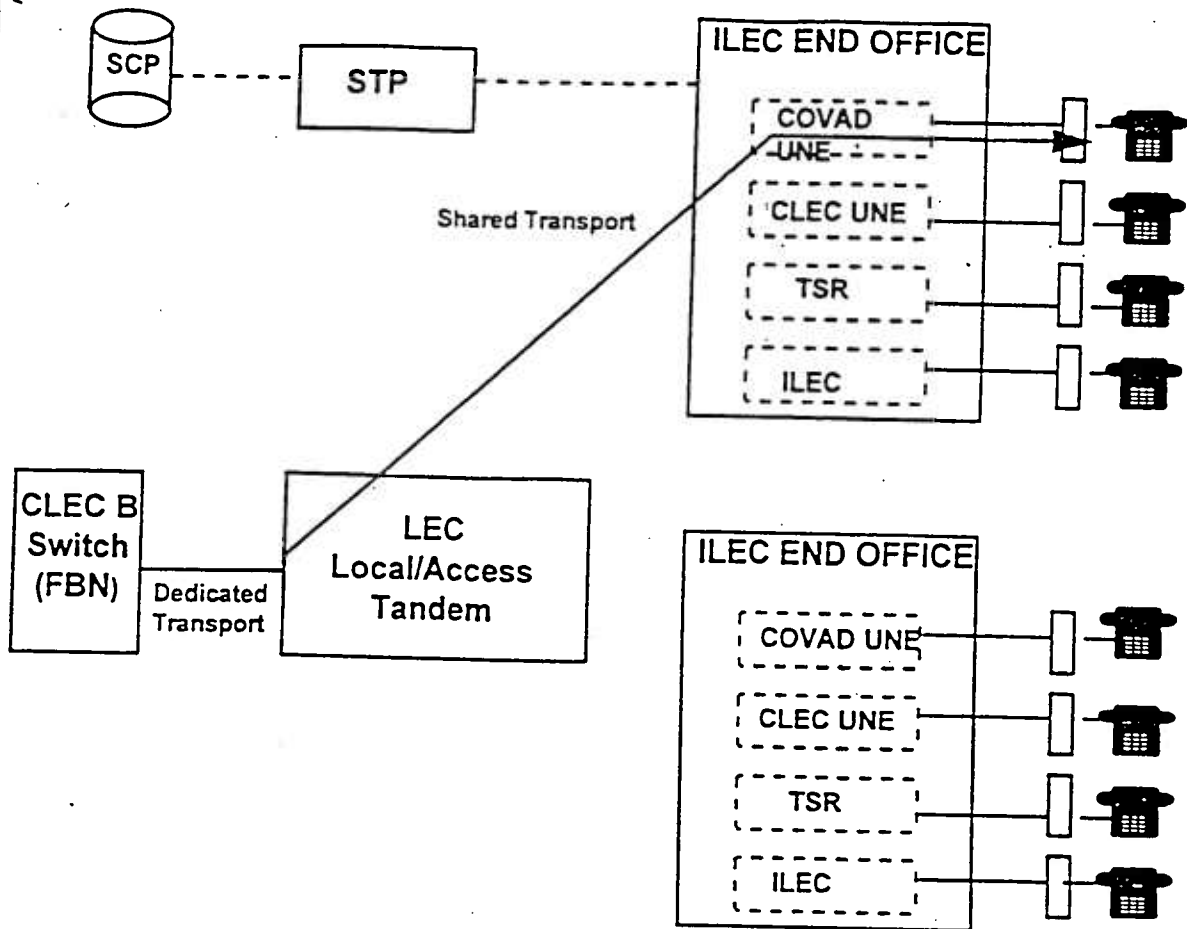 SCP
STP
ILEC END OFFICE
COVAD
UNE
CLEC UNE
TSR
ILEC
Shared Transport
CLEC B
Switch
(FBN)
Dedicated
Transport
LEC
Local/Access
Tandem
ILEC END OFFICE
COVAD UNE
CLEC UNE
TSR
ILEC